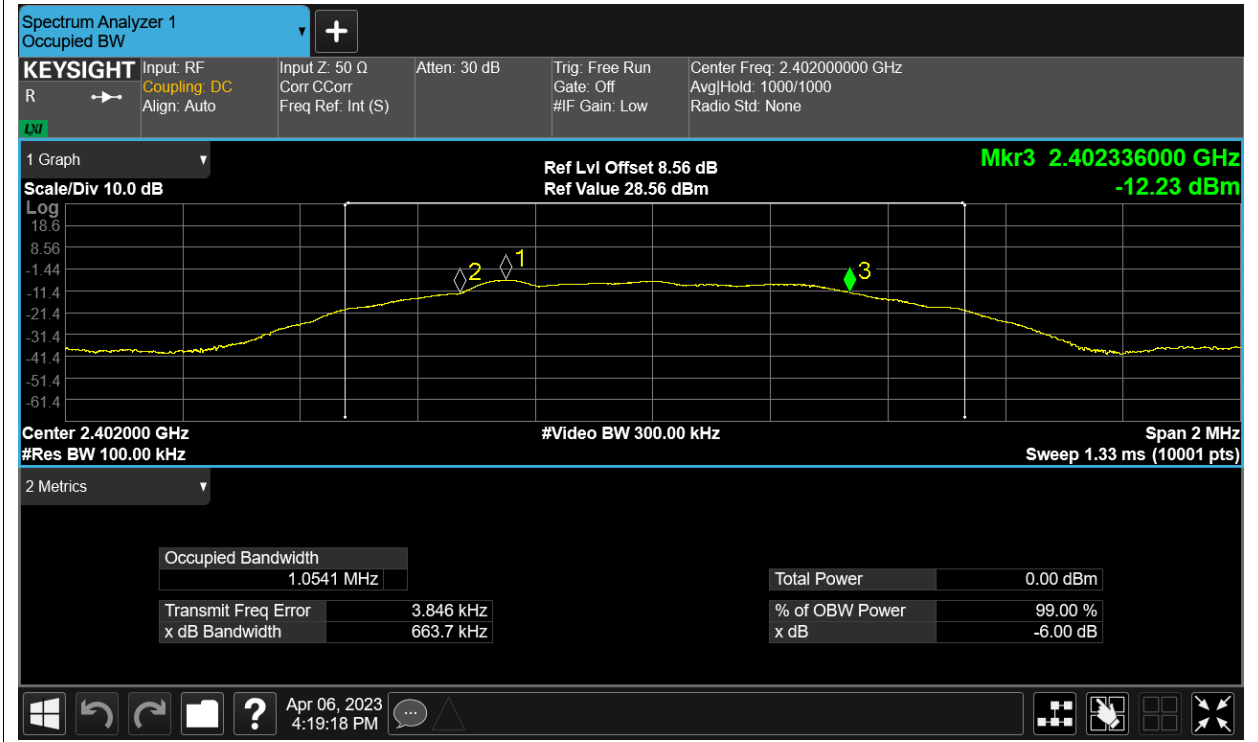 Spectrum Analyzer 1
Occupied BW
KEYSIGHT
R
LXI
Input: RF
Coupling: DC
Align: Auto
Input Z: 50 Ω
Corr CCorr
Freq Ref: Int (S)
Atten: 30 dB
Trig: Free Run
Gate: Off
#IF Gain: Low
Center Freq: 2.402000000 GHz
Avg|Hold: 1000/1000
Radio Std: None
1 Graph
Scale/Div 10.0 dB
Ref Lvl Offset 8.56 dB
Ref Value 28.56 dBm
Mkr3 2.402336000 GHz
-12.23 dBm
Log
18.6
8.56
-1.44
-11.4
-21.4
-31.4
-41.4
-51.4
-61.4
2
1
3
Center 2.402000 GHz
#Video BW 300.00 kHz
Span 2 MHz
#Res BW 100.00 kHz
Sweep 1.33 ms (10001 pts)
2 Metrics
Occupied Bandwidth
1.0541 MHz
Transmit Freq Error 3.846 kHz
x dB Bandwidth 663.7 kHz
Total Power 0.00 dBm
% of OBW Power 99.00 %
x dB -6.00 dB
?
Apr 06, 2023
4:19:18 PM